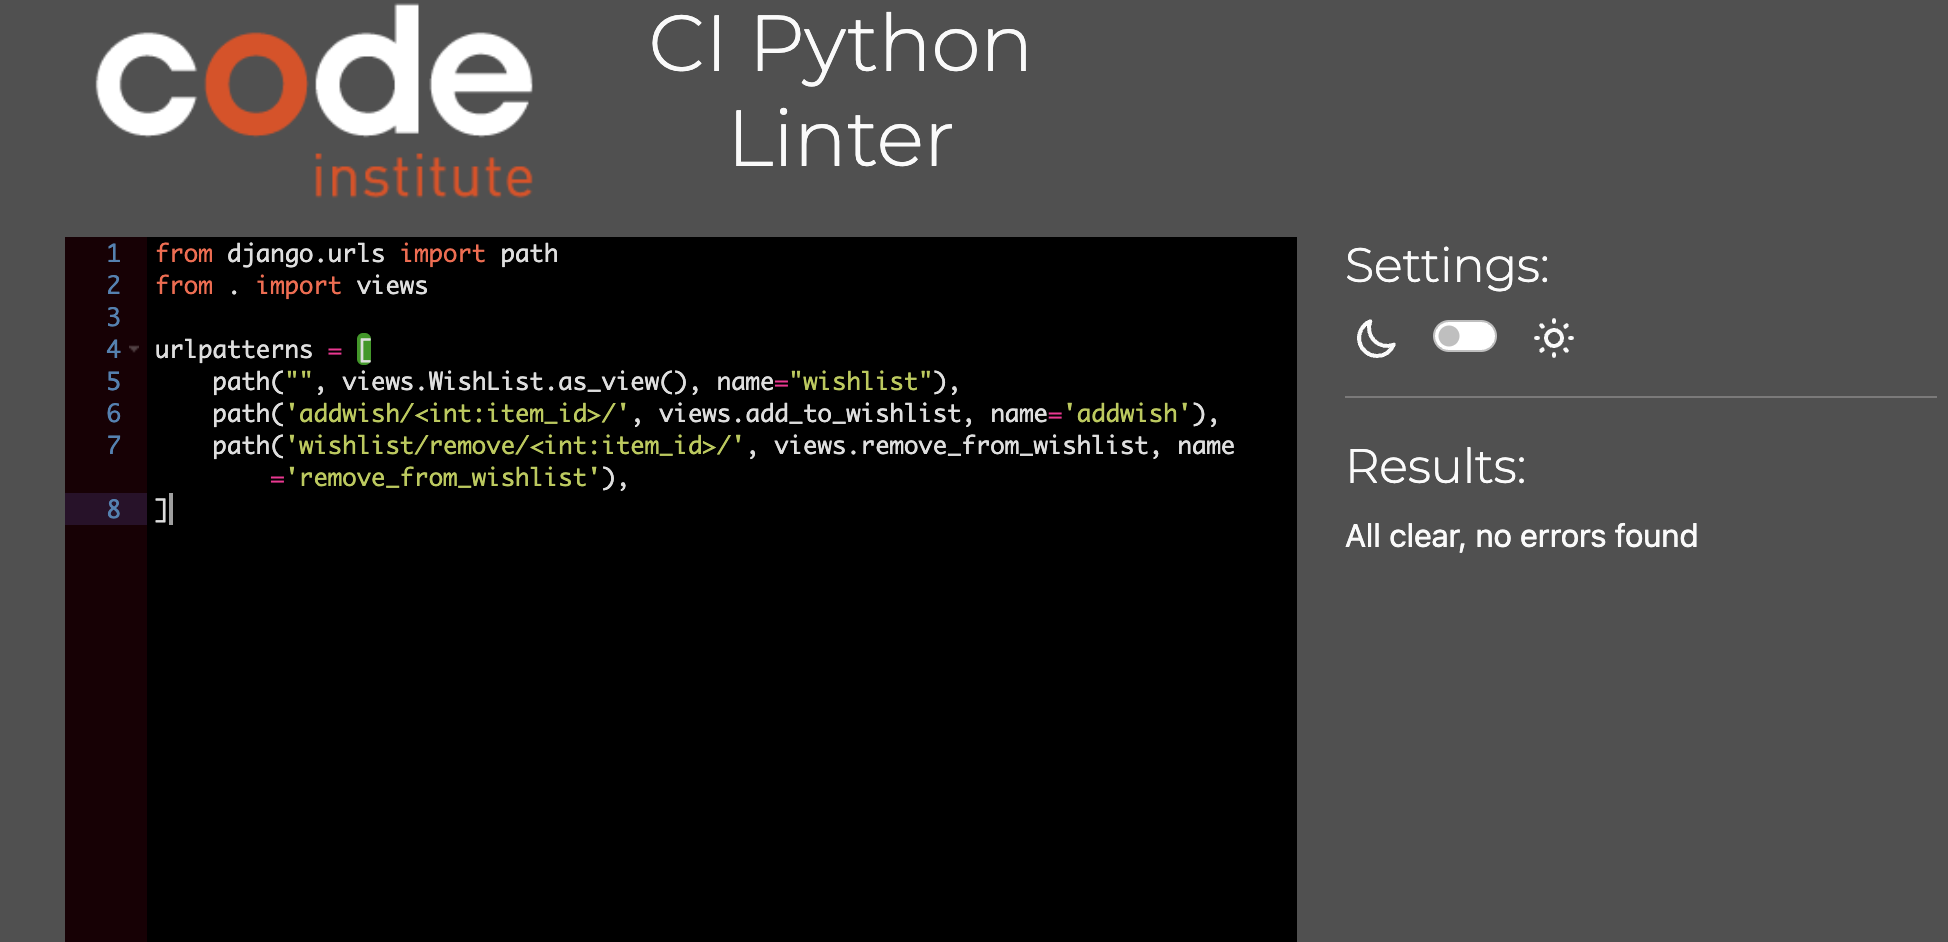 code
institute
CI Python
Linter
1 from django.urls import path
2 from . import views
3
4 urlpatterns = [
5     path("", views.WishList.as_view(), name="wishlist"),
6     path('addwish/<int:item_id>/', views.add_to_wishlist, name='addwish'),
7     path('wishlist/remove/<int:item_id>/', views.remove_from_wishlist, name
        ='remove_from_wishlist'),
8 ]
Settings:
Results:
All clear, no errors found